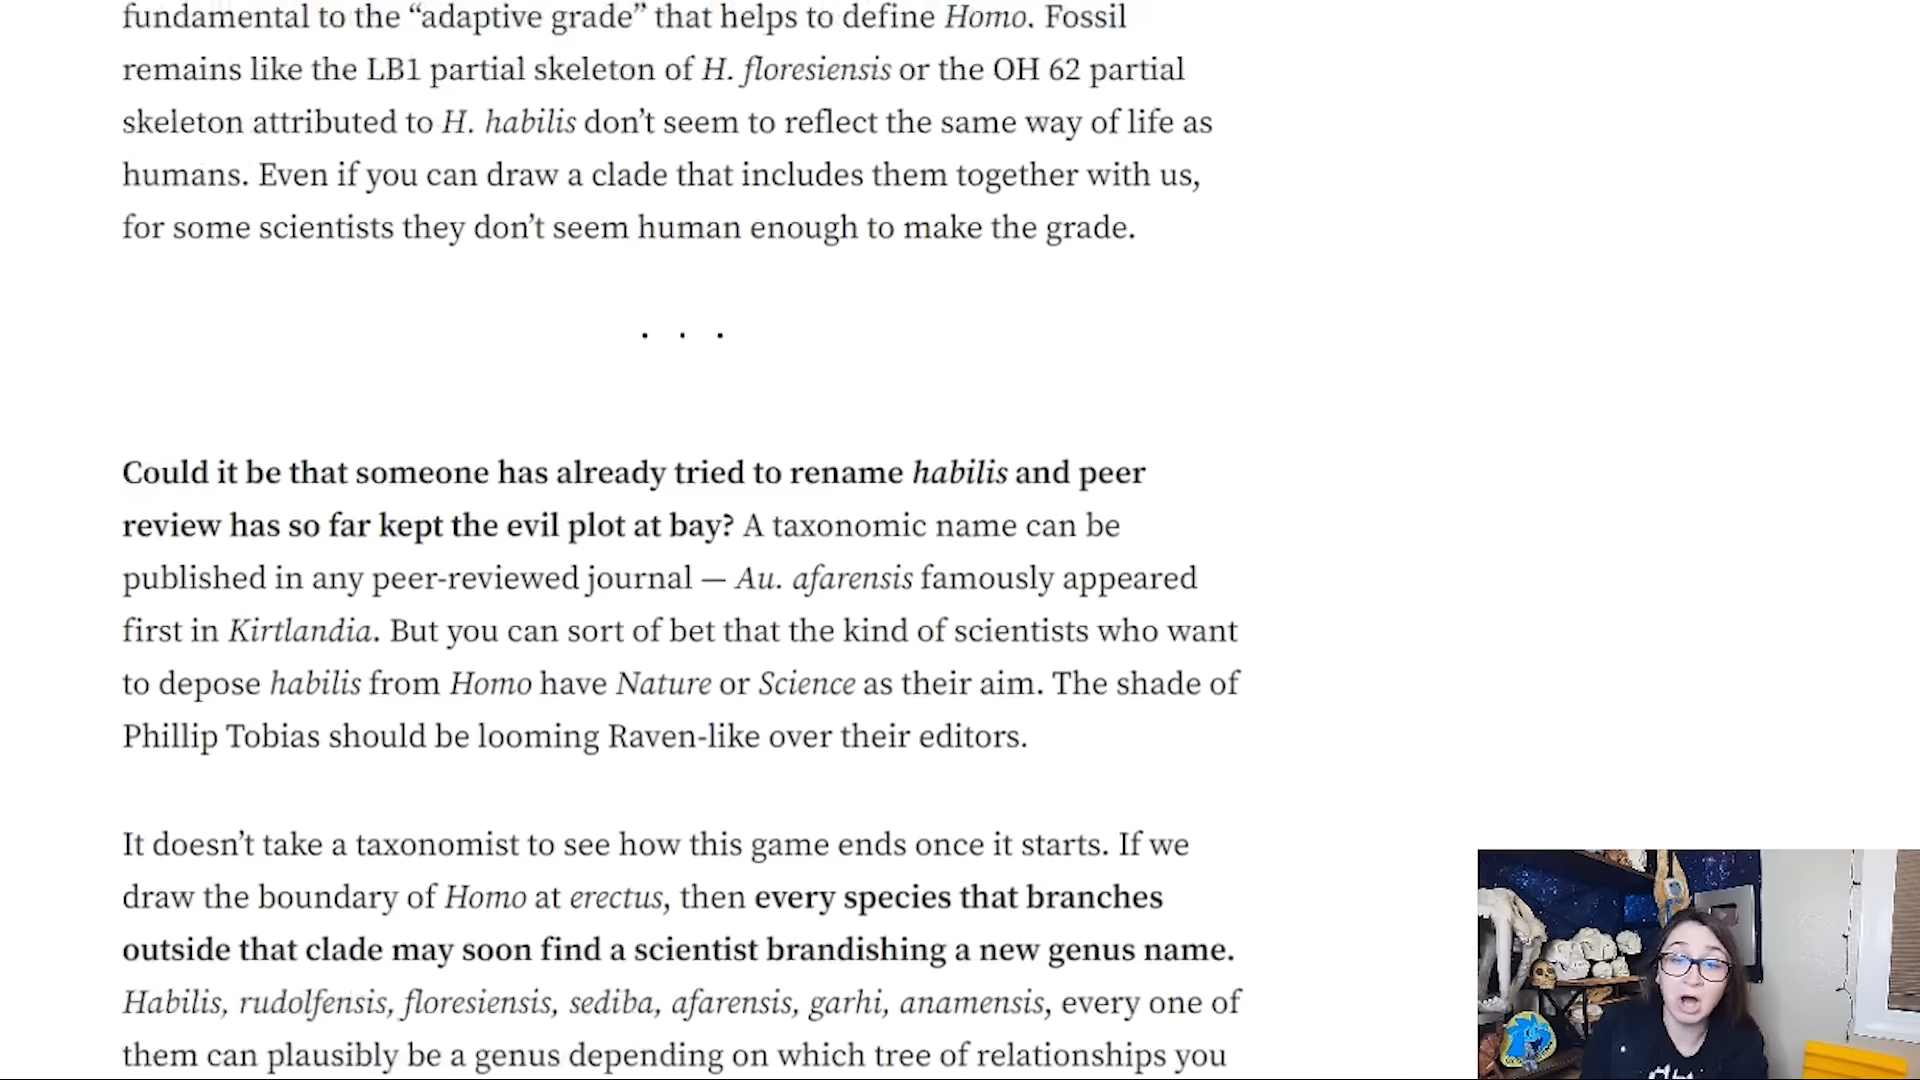 fundamental to the “adaptive grade” that helps to define Homo. Fossil
remains like the LB1 partial skeleton of H. floresiensis or the OH 62 partial
skeleton attributed to H. habilis don’t seem to reflect the same way of life as
humans. Even if you can draw a clade that includes them together with us,
for some scientists they don’t seem human enough to make the grade.
. . .
Could it be that someone has already tried to rename habilis and peer
review has so far kept the evil plot at bay? A taxonomic name can be
published in any peer-reviewed journal — Au. afarensis famously appeared
first in Kirtlandia. But you can sort of bet that the kind of scientists who want
to depose habilis from Homo have Nature or Science as their aim. The shade of
Phillip Tobias should be looming Raven-like over their editors.
It doesn’t take a taxonomist to see how this game ends once it starts. If we
draw the boundary of Homo at erectus, then every species that branches
outside that clade may soon find a scientist brandishing a new genus name.
Habilis, rudolfensis, floresiensis, sediba, afarensis, garhi, anamensis, every one of
them can plausibly be a genus depending on which tree of relationships you